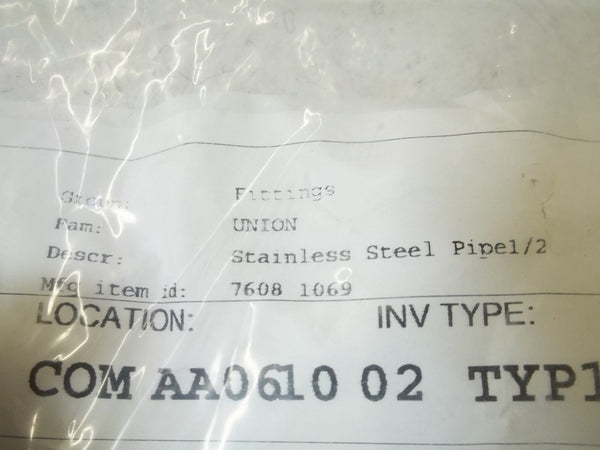 Group: Fittings
Fam: UNION
Descr: Stainless Steel Pipe1/2
Mfg item id: 7608 1069
LOCATION: INV TYPE:
COM AA0610 02 TYP1